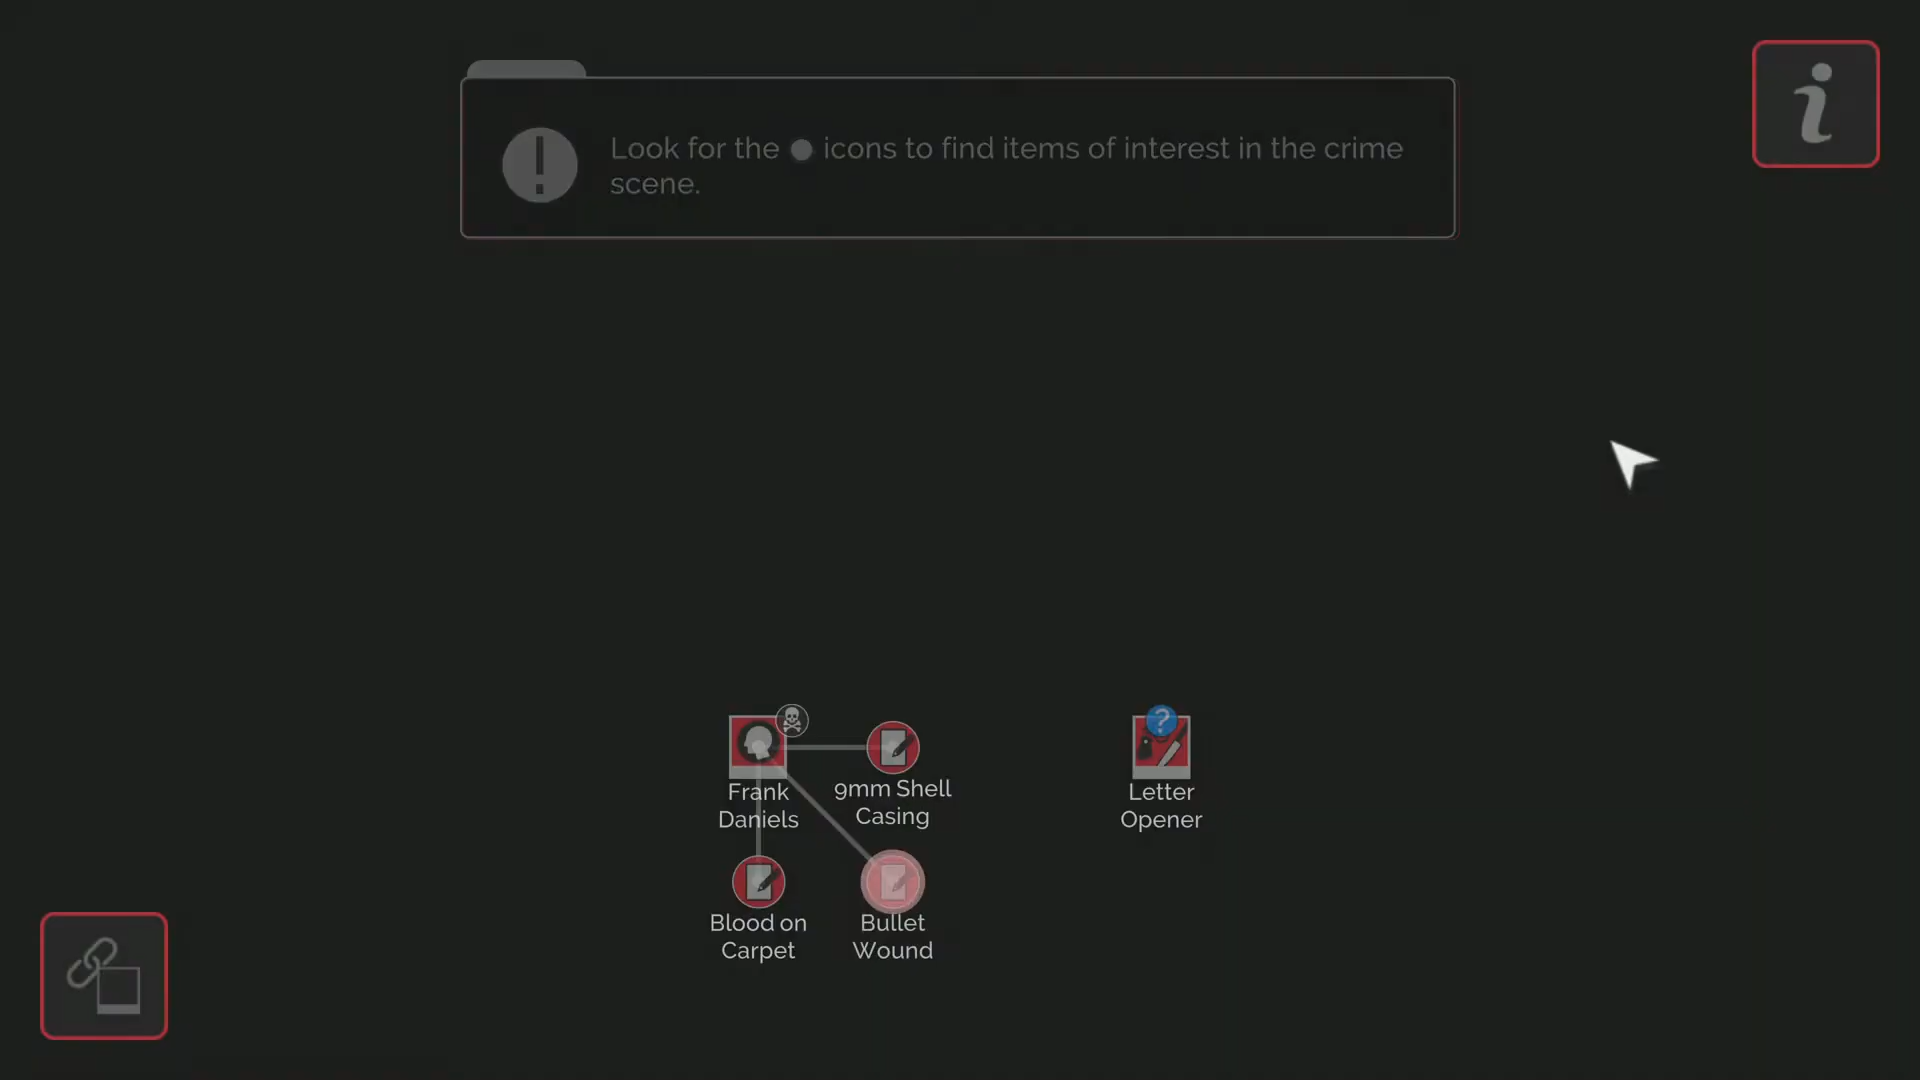 Look for the icons to find items of interest in the crime
scene.
Frank
Daniels
9mm Shell
Casing
Letter
Opener
Blood on
Carpet
Bullet
Wound